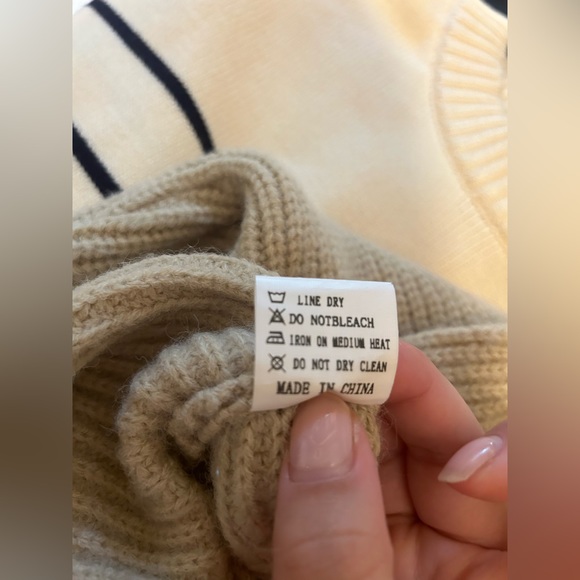 LINE DRY
DO NOTBLEACH
IRON ON MEDIUM HEAT
DO NOT DRY CLEAN
MADE IN CHINA